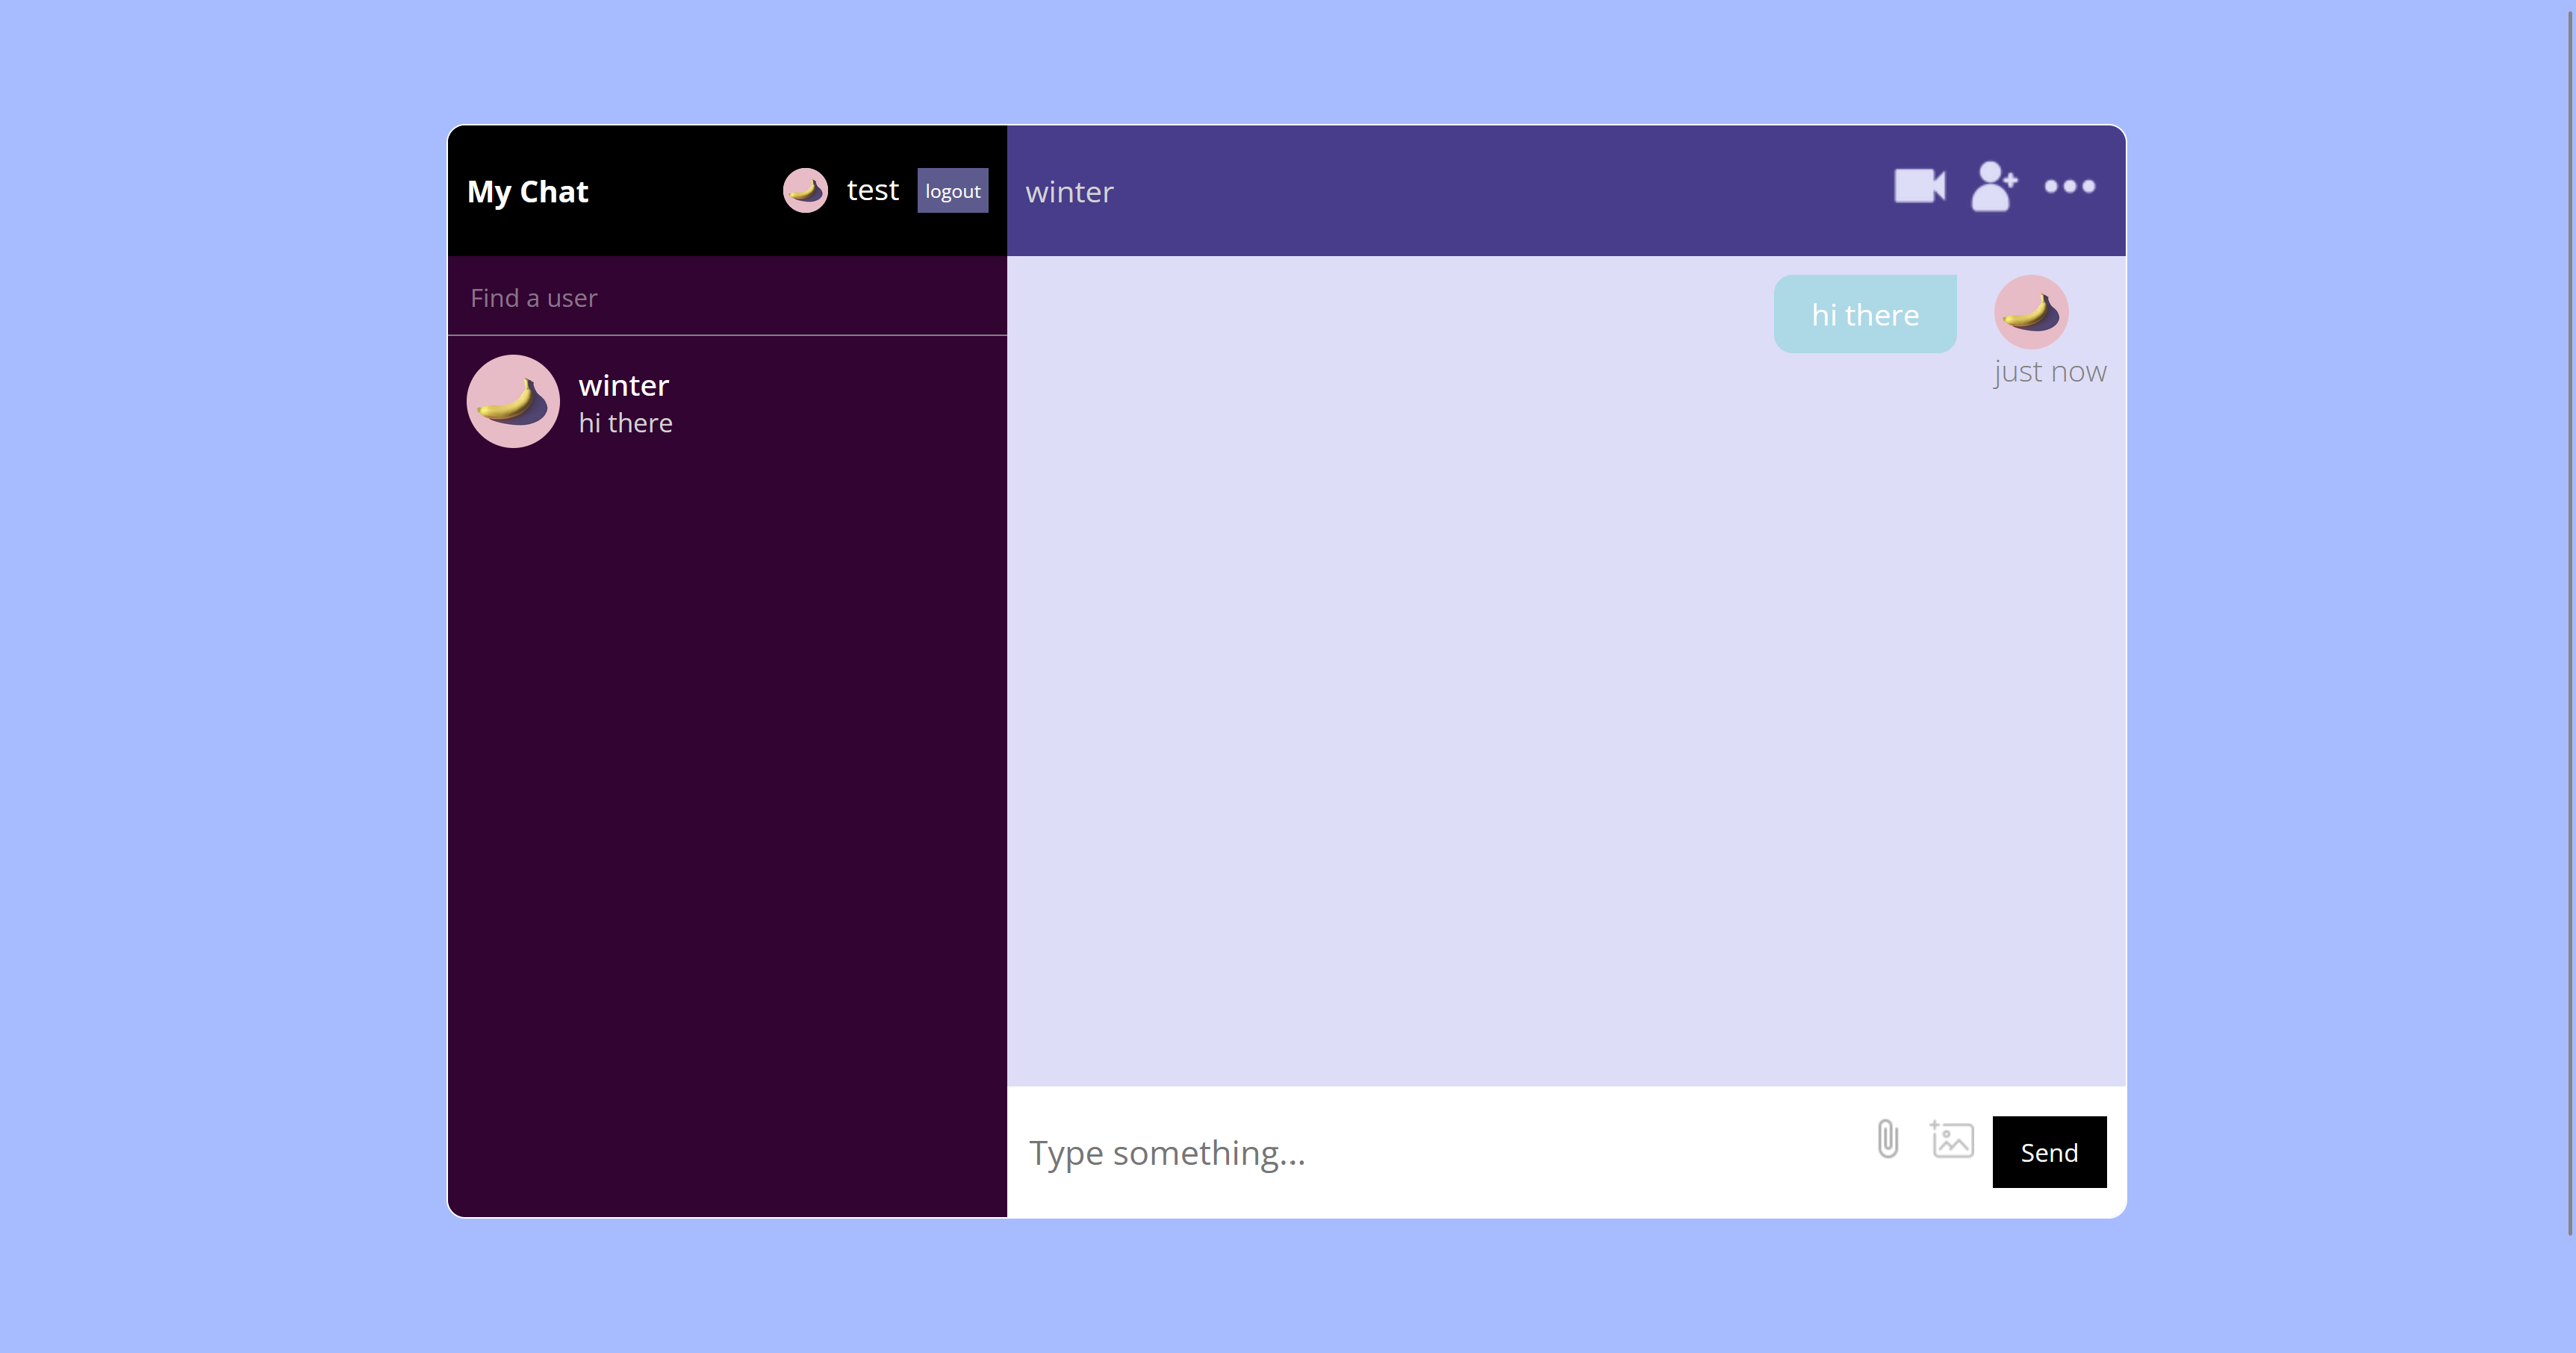 My Chat
test
logout
Find a user
winter
hi there
winter
hi there
just now
Type something...
Send